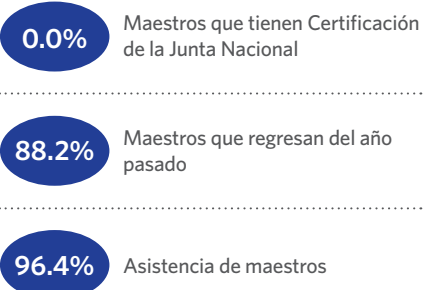 0.0%
Maestros que tienen Certificación
de la Junta Nacional
88.2%
Maestros que regresan del año
pasado
96.4%
Asistencia de maestros